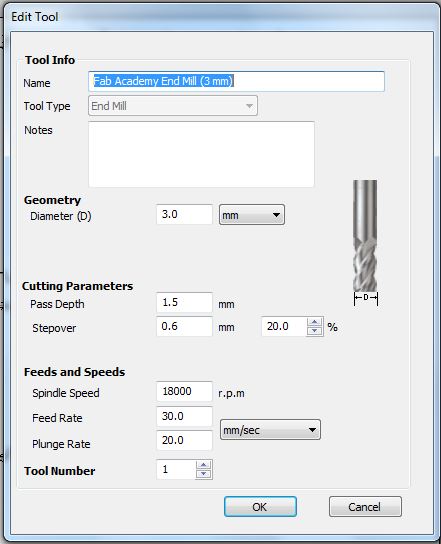 Edit Tool
Tool Info
Name Fab Academy End Mill (3 mm)
Tool Type End Mill
Notes
Geometry
Diameter (D) 3.0 mm
D
Cutting Parameters
Pass Depth 1.5 mm
Stepover 0.6 mm 20.0 %
Feeds and Speeds
Spindle Speed 18000 r.p.m
Feed Rate 30.0
mm/sec
Plunge Rate 20.0
Tool Number 1
OK Cancel